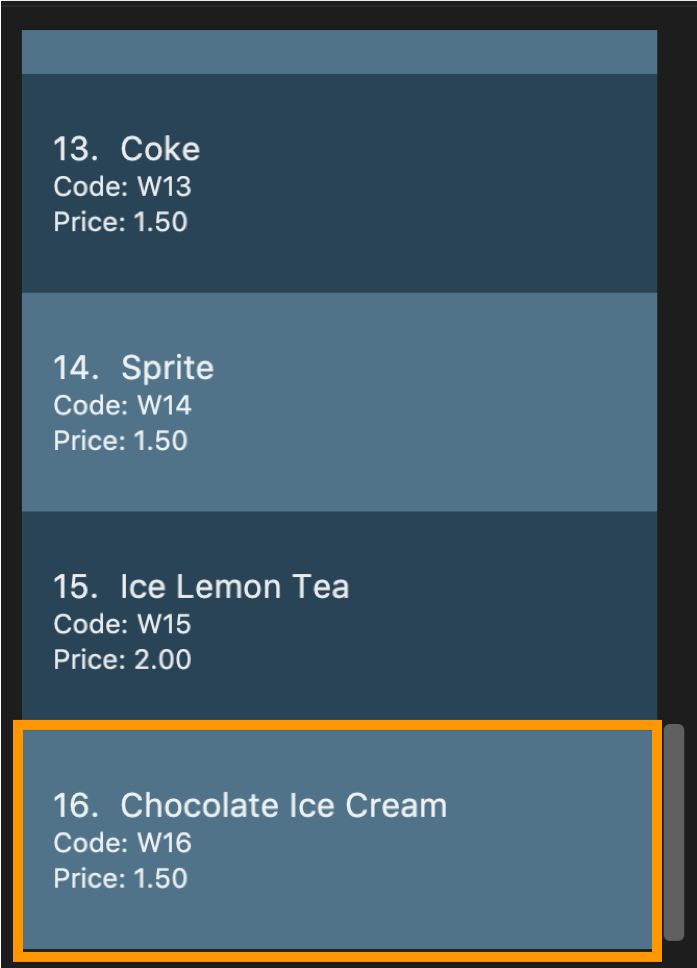 13. Coke
Code: W13
Price: 1.50
14. Sprite
Code: W14
Price: 1.50
15. Ice Lemon Tea
Code: W15
Price: 2.00
16. Chocolate Ice Cream
Code: W16
Price: 1.50